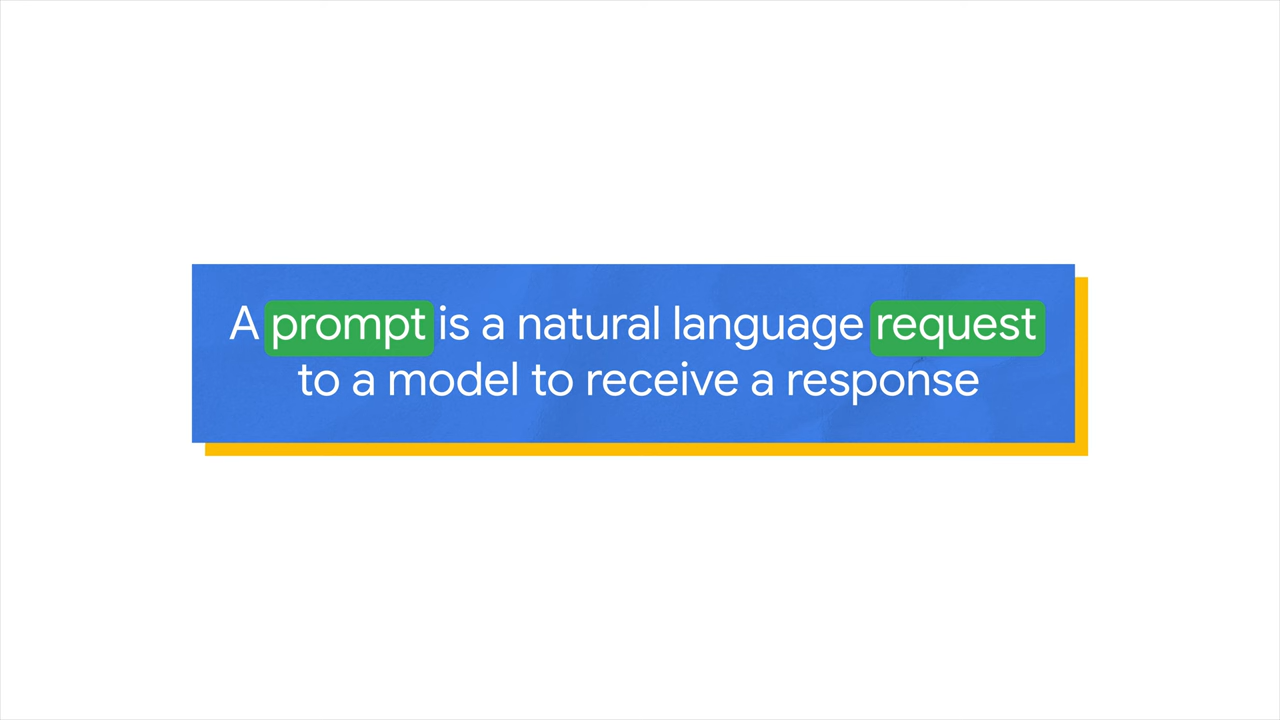 A prompt is a natural language request
to a model to receive a response